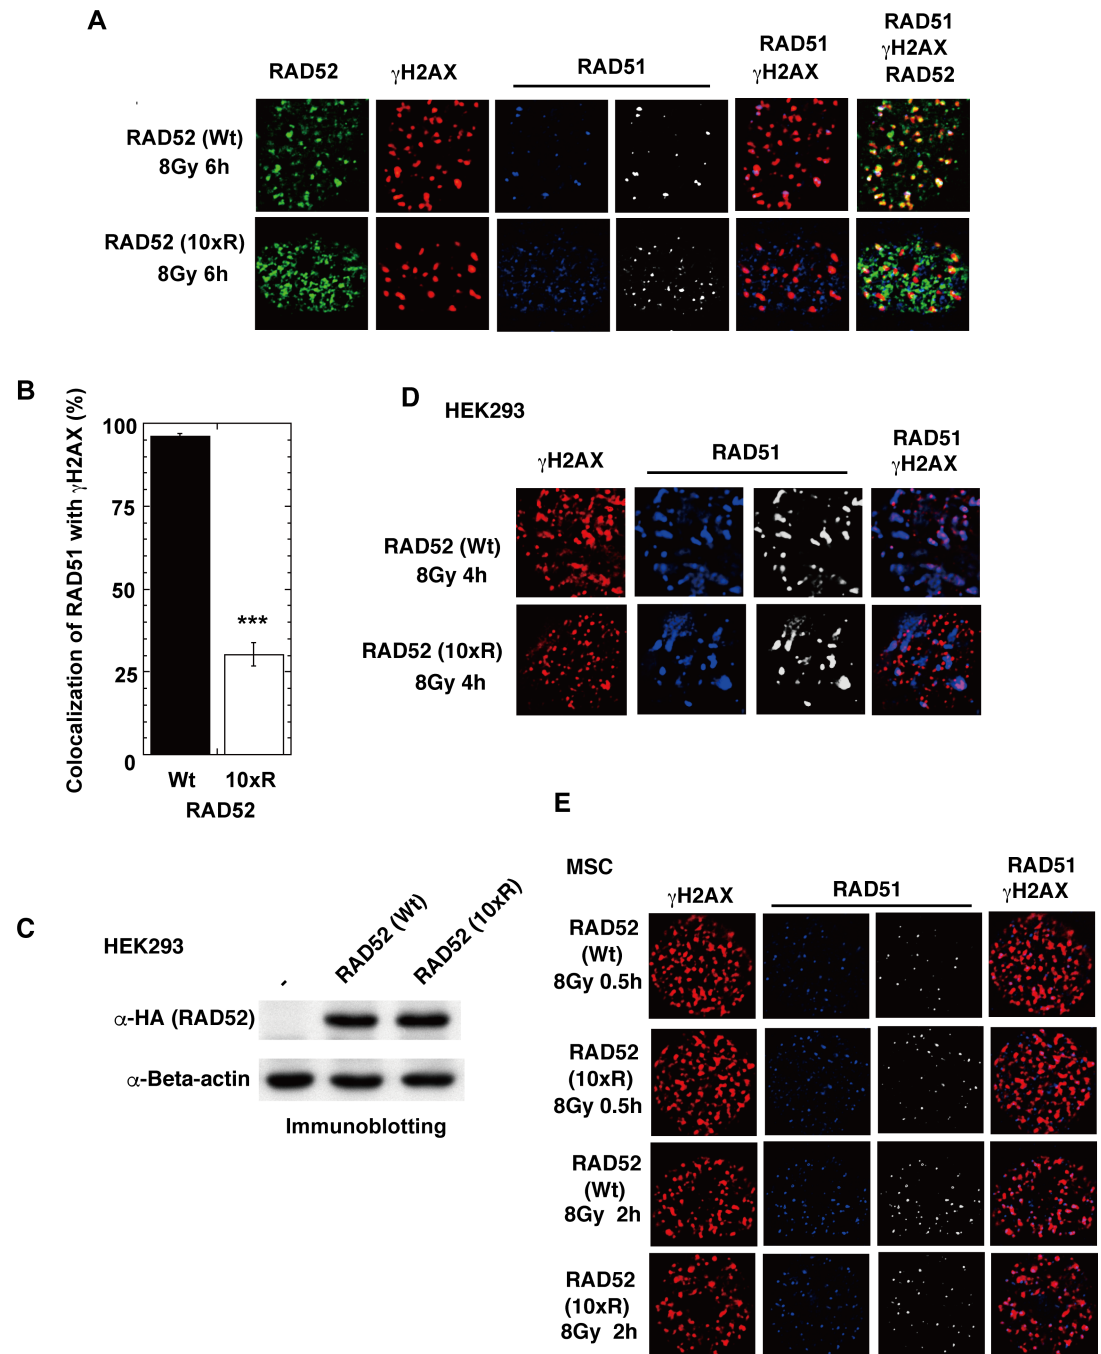 A
RAD52
γH2AX
RAD51
RAD51
γH2AX
RAD51
γH2AX
RAD52
RAD52 (Wt)
8Gy 6h
RAD52 (10xR)
8Gy 6h
B
Colocalization of RAD51 with γH2AX (%)
100
75
50
25
0
***
Wt
10xR
RAD52
D
HEK293
γH2AX
RAD51
RAD51
γH2AX
RAD52 (Wt)
8Gy 4h
RAD52 (10xR)
8Gy 4h
C
HEK293
-
RAD52 (Wt)
RAD52 (10xR)
α-HA (RAD52)
α-Beta-actin
Immunoblotting
E
MSC
γH2AX
RAD51
RAD51
γH2AX
RAD52
(Wt)
8Gy 0.5h
RAD52
(10xR)
8Gy 0.5h
RAD52
(Wt)
8Gy 2h
RAD52
(10xR)
8Gy 2h